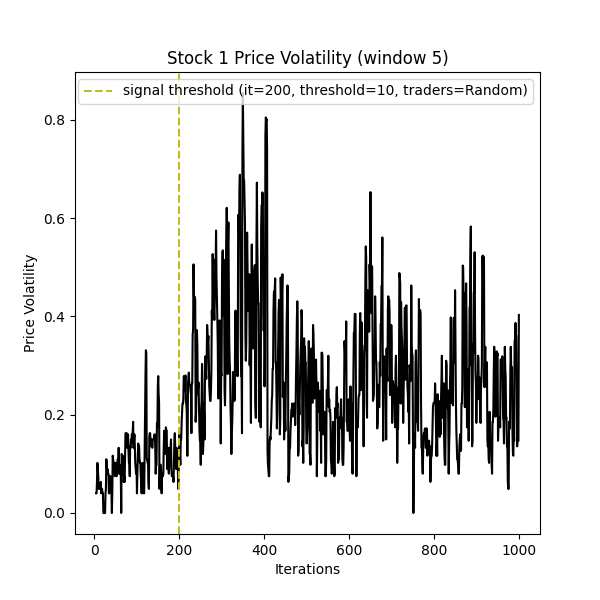 Stock 1 Price Volatility (window 5)
signal threshold (it=200, threshold=10, traders=Random)
Price Volatility
0.8
0.6
0.4
0.2
0.0
0 200 400 600 800 1000
Iterations